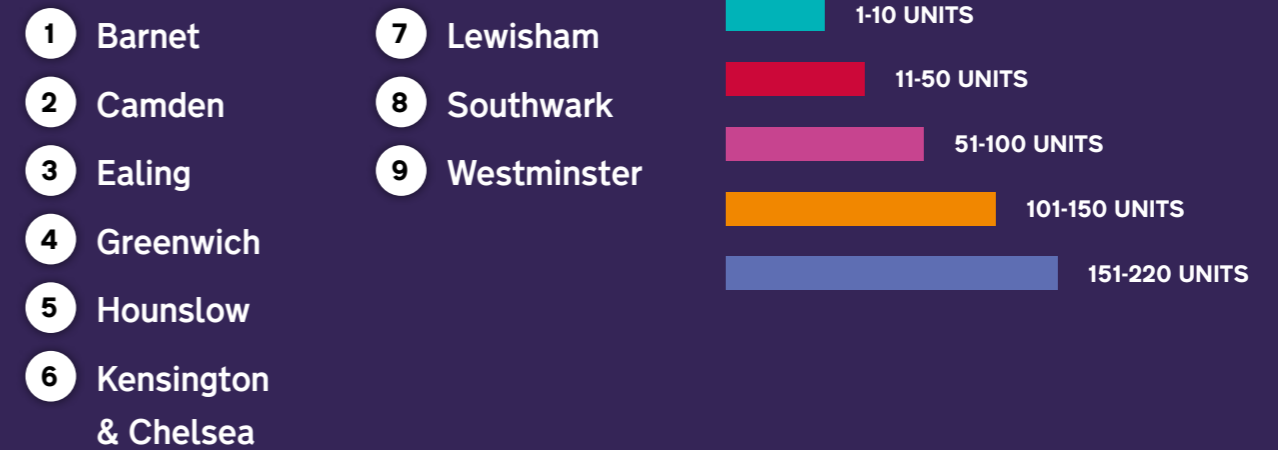 1 Barnet
2 Camden
3 Ealing
4 Greenwich
5 Hounslow
6 Kensington
& Chelsea
7 Lewisham
8 Southwark
9 Westminster
1-10 UNITS
11-50 UNITS
51-100 UNITS
101-150 UNITS
151-220 UNITS